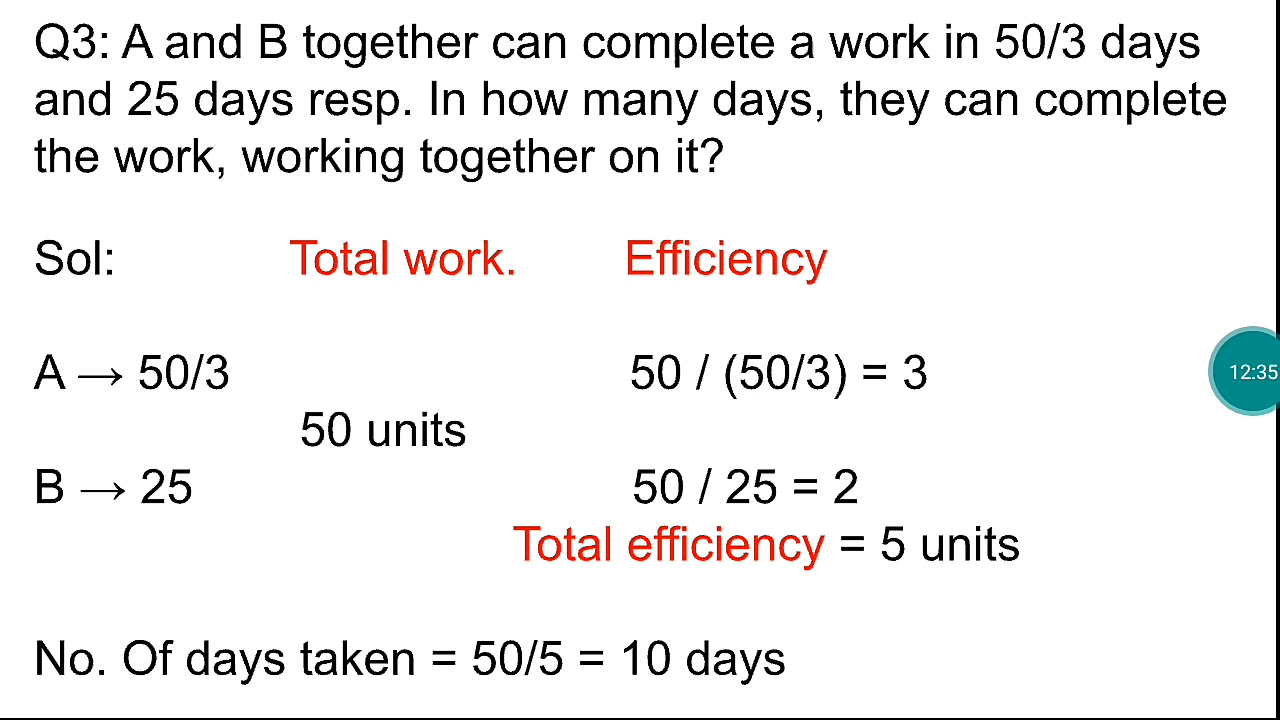 Q3: A and B together can complete a work in 50/3 days
and 25 days resp. In how many days, they can complete
the work, working together on it?
Sol: Total work. Efficiency
A → 50/3 50 / (50/3) = 3
50 units
B → 25 50 / 25 = 2
Total efficiency = 5 units
No. Of days taken = 50/5 = 10 days
12:35